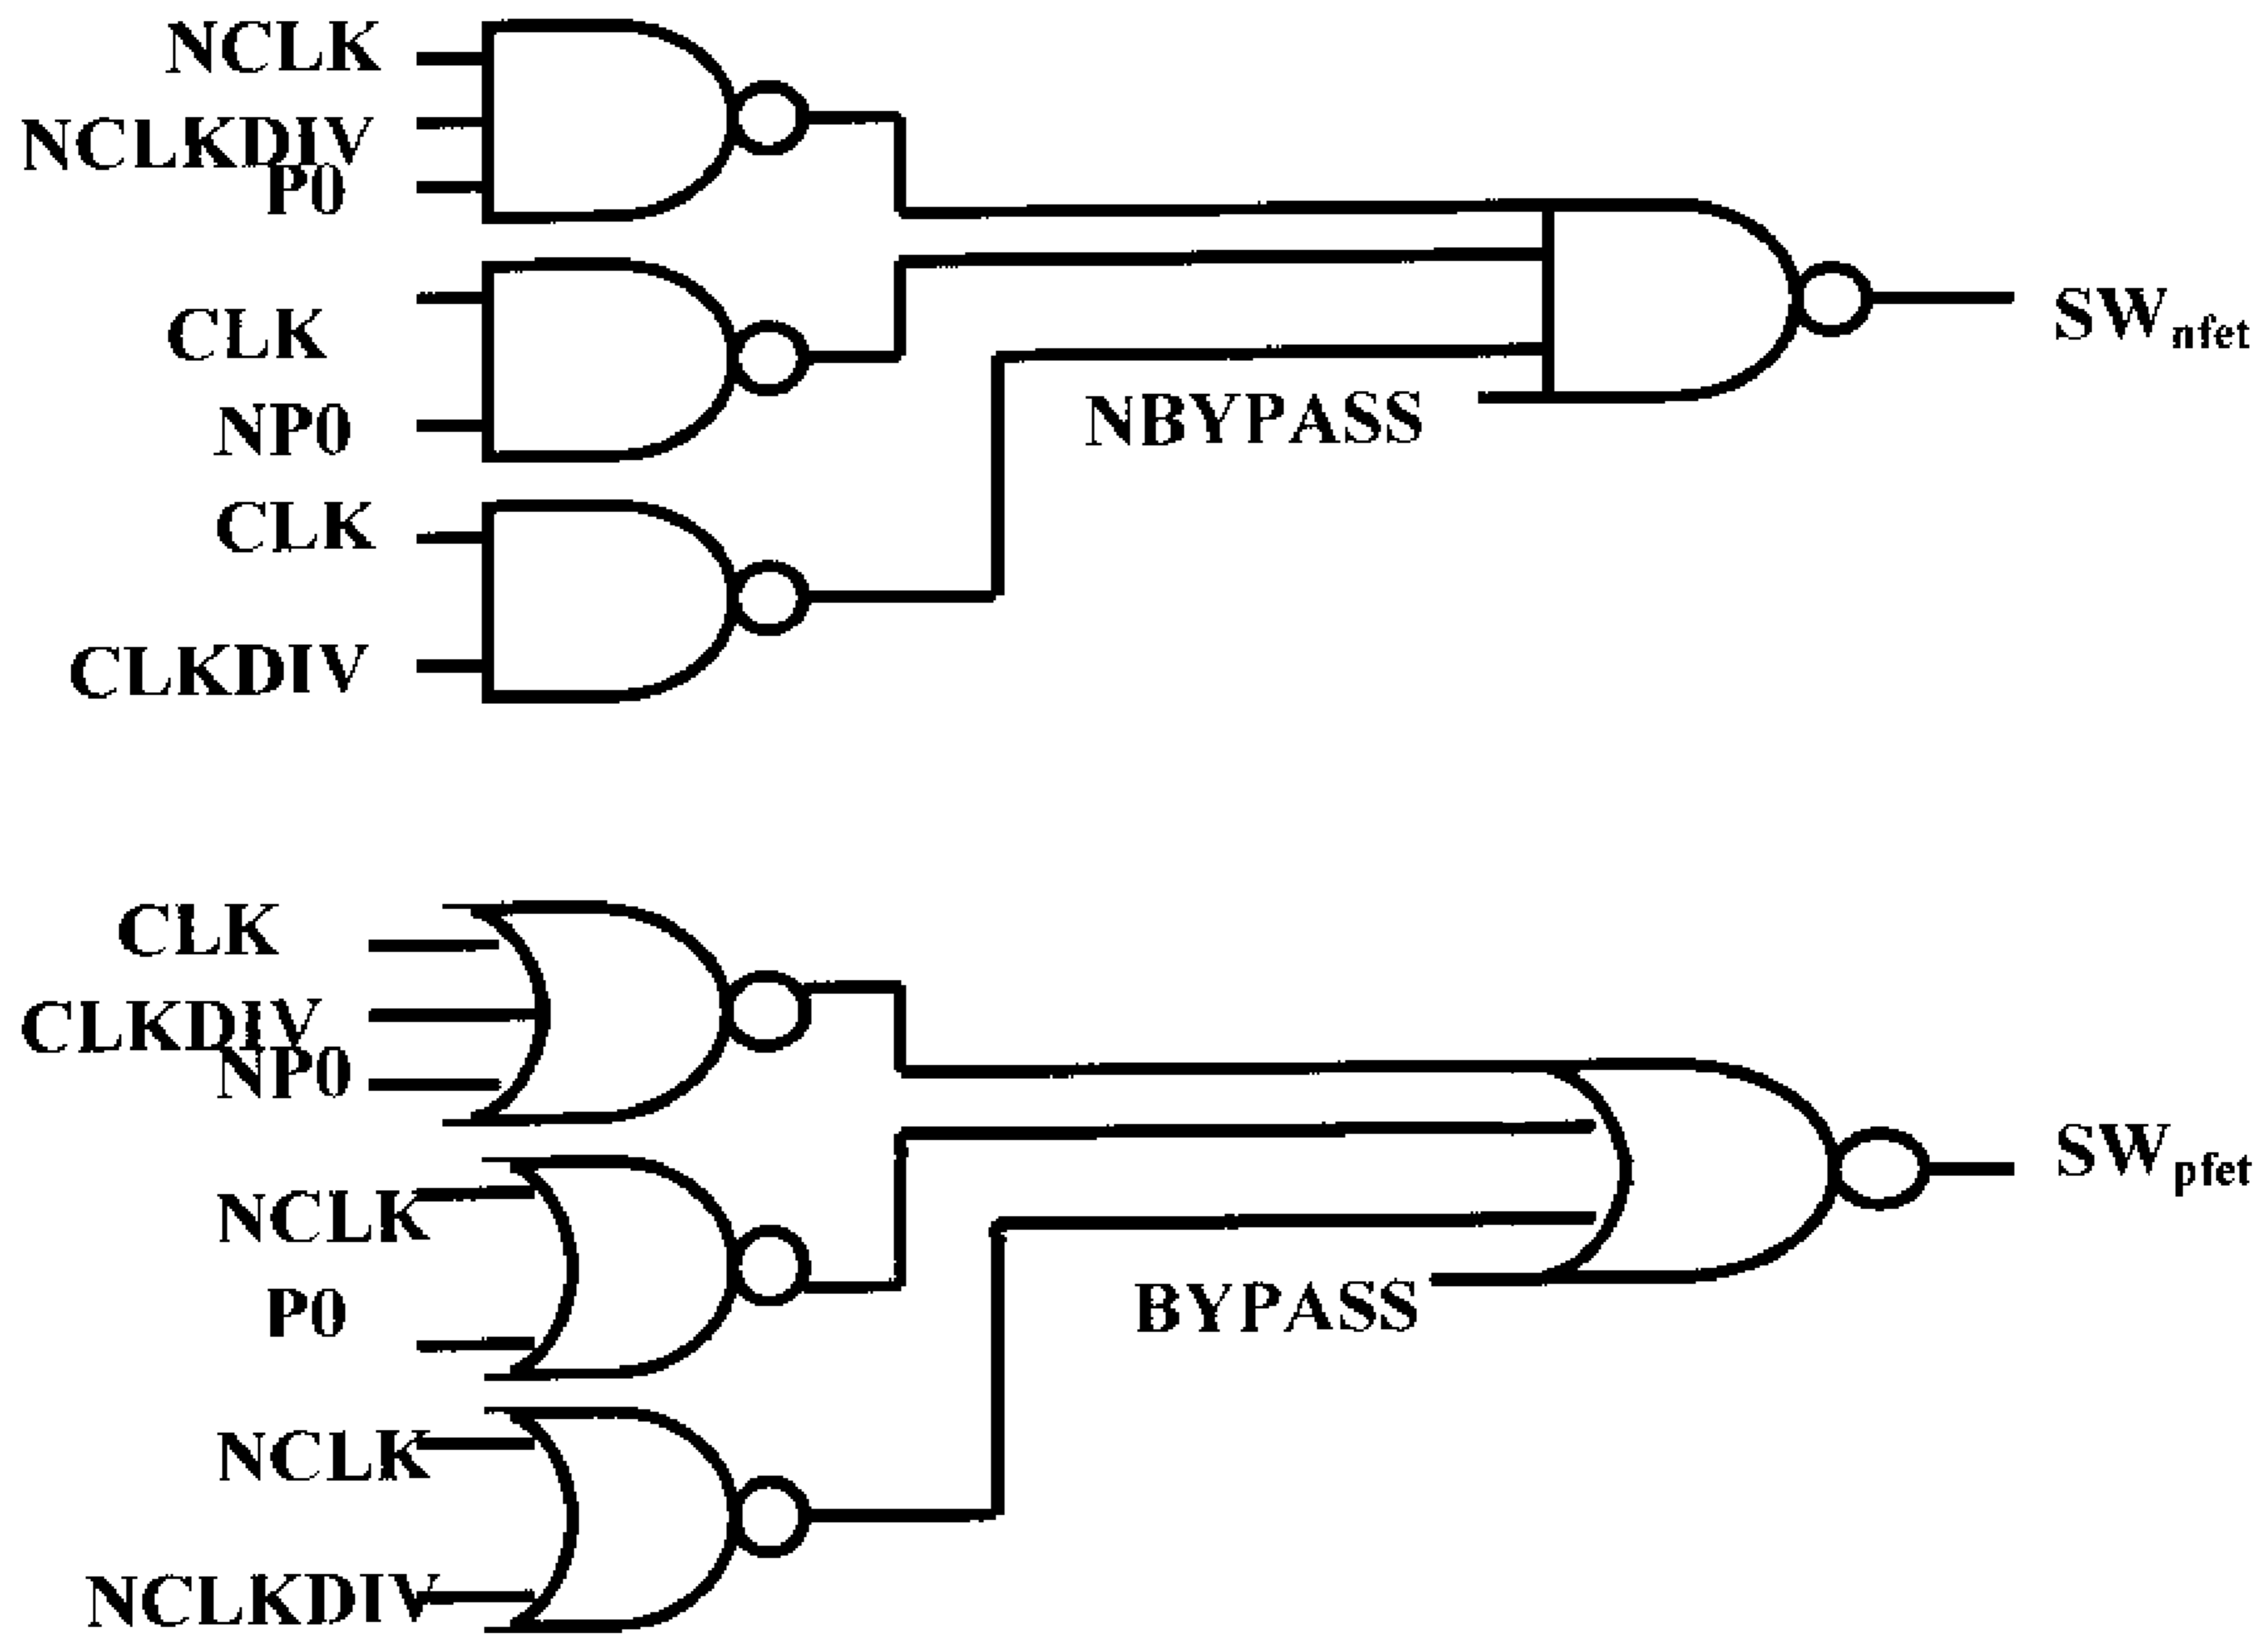 NCLK
NCLKDIV
P0
CLK
NP0
CLK
CLKDIV
NBYPASS
SWnfet
CLK
CLKDIV
NP0
NCLK
P0
NCLK
NCLKDIV
BYPASS
SWpfet